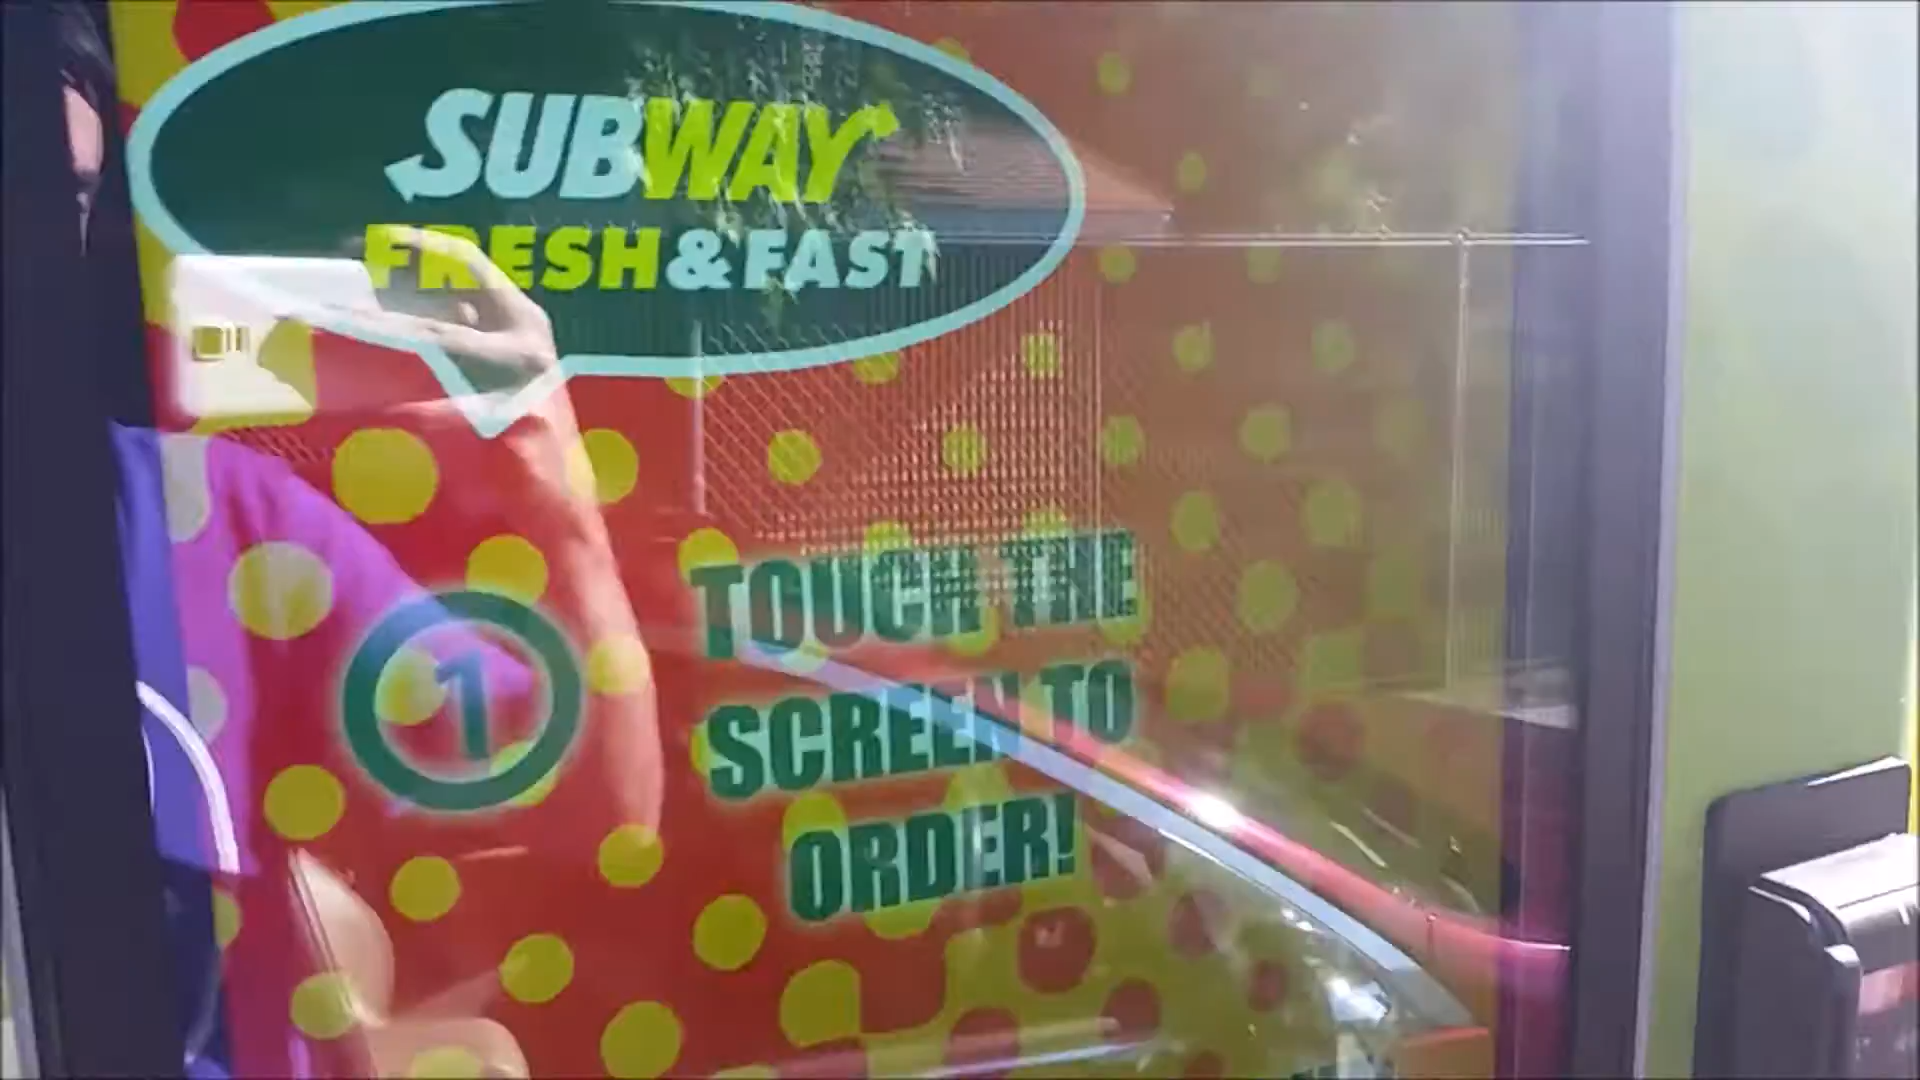 SUBWAY
FRESH & FAST
1
TOUCH THE
SCREEN TO
ORDER!